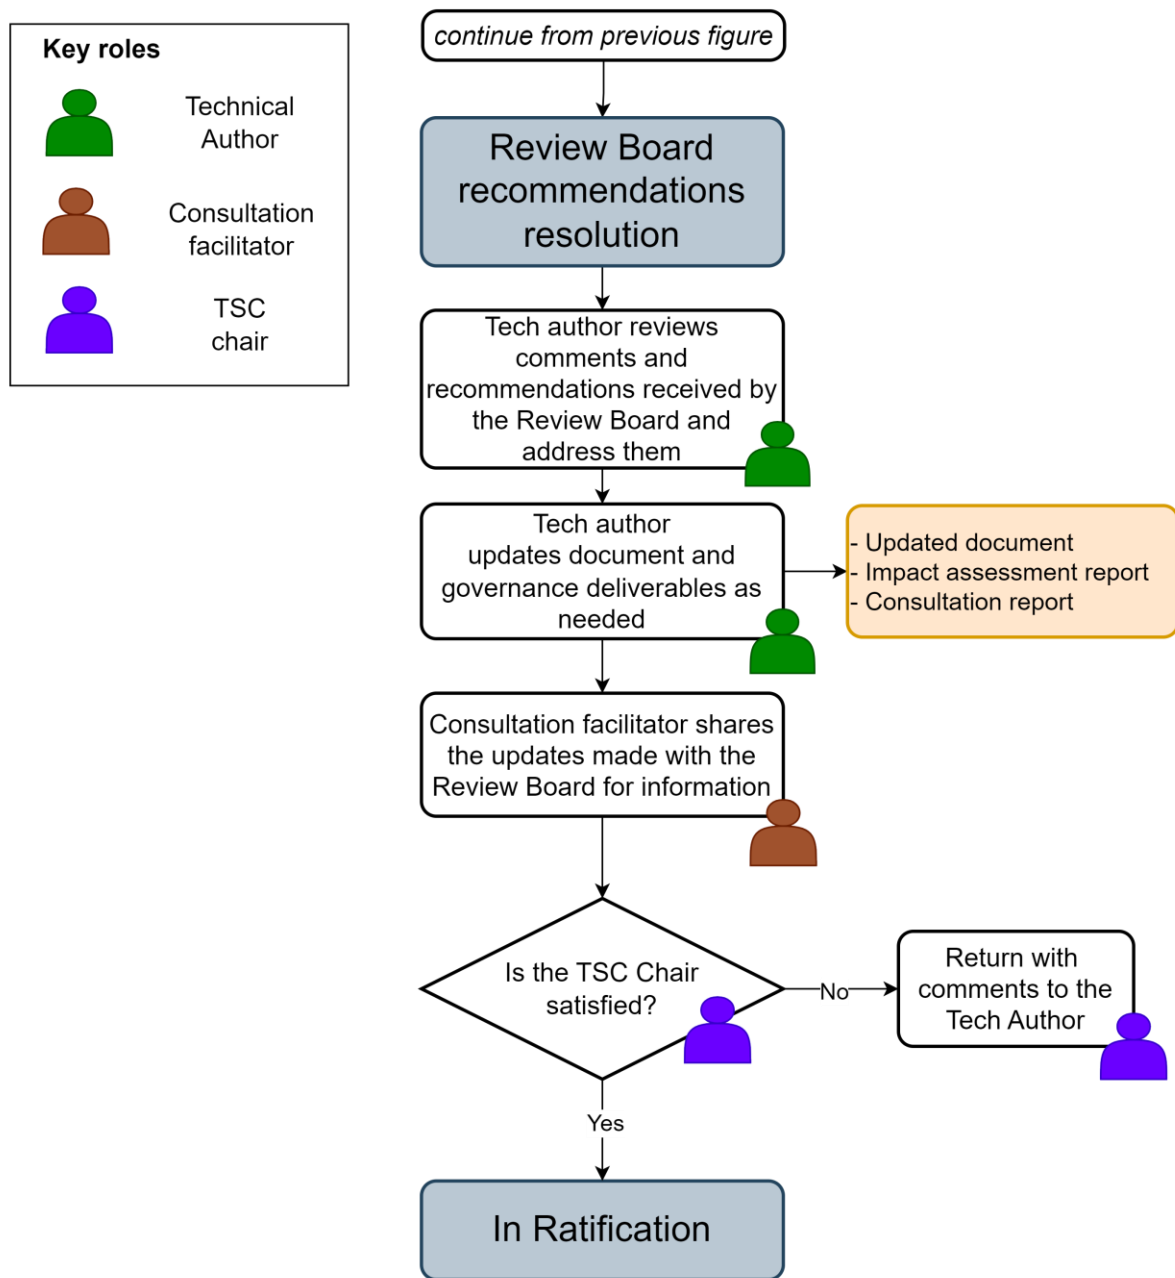 Key roles
Technical
Author
Consultation
facilitator
TSC
chair
continue from previous figure
Review Board
recommendations
resolution
Tech author reviews
comments and
recommendations received by
the Review Board and
address them
Tech author
updates document and
governance deliverables as
needed
- Updated document
- Impact assessment report
- Consultation report
Consultation facilitator shares
the updates made with the
Review Board for information
Is the TSC Chair
satisfied?
No
Return with
comments to the
Tech Author
Yes
In Ratification